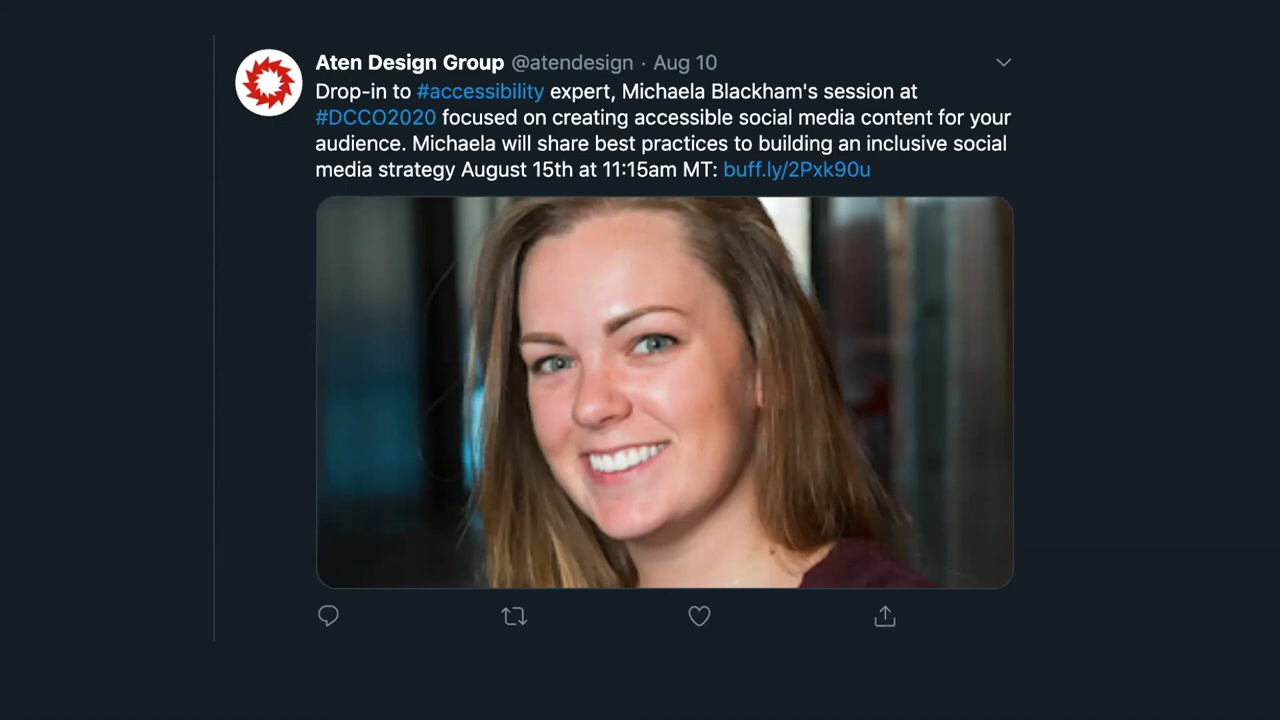 Aten Design Group @atendesign · Aug 10
Drop-in to #accessibility expert, Michaela Blackham's session at
#DCCO2020 focused on creating accessible social media content for your
audience. Michaela will share best practices to building an inclusive social
media strategy August 15th at 11:15am MT: buff.ly/2Pxk90u